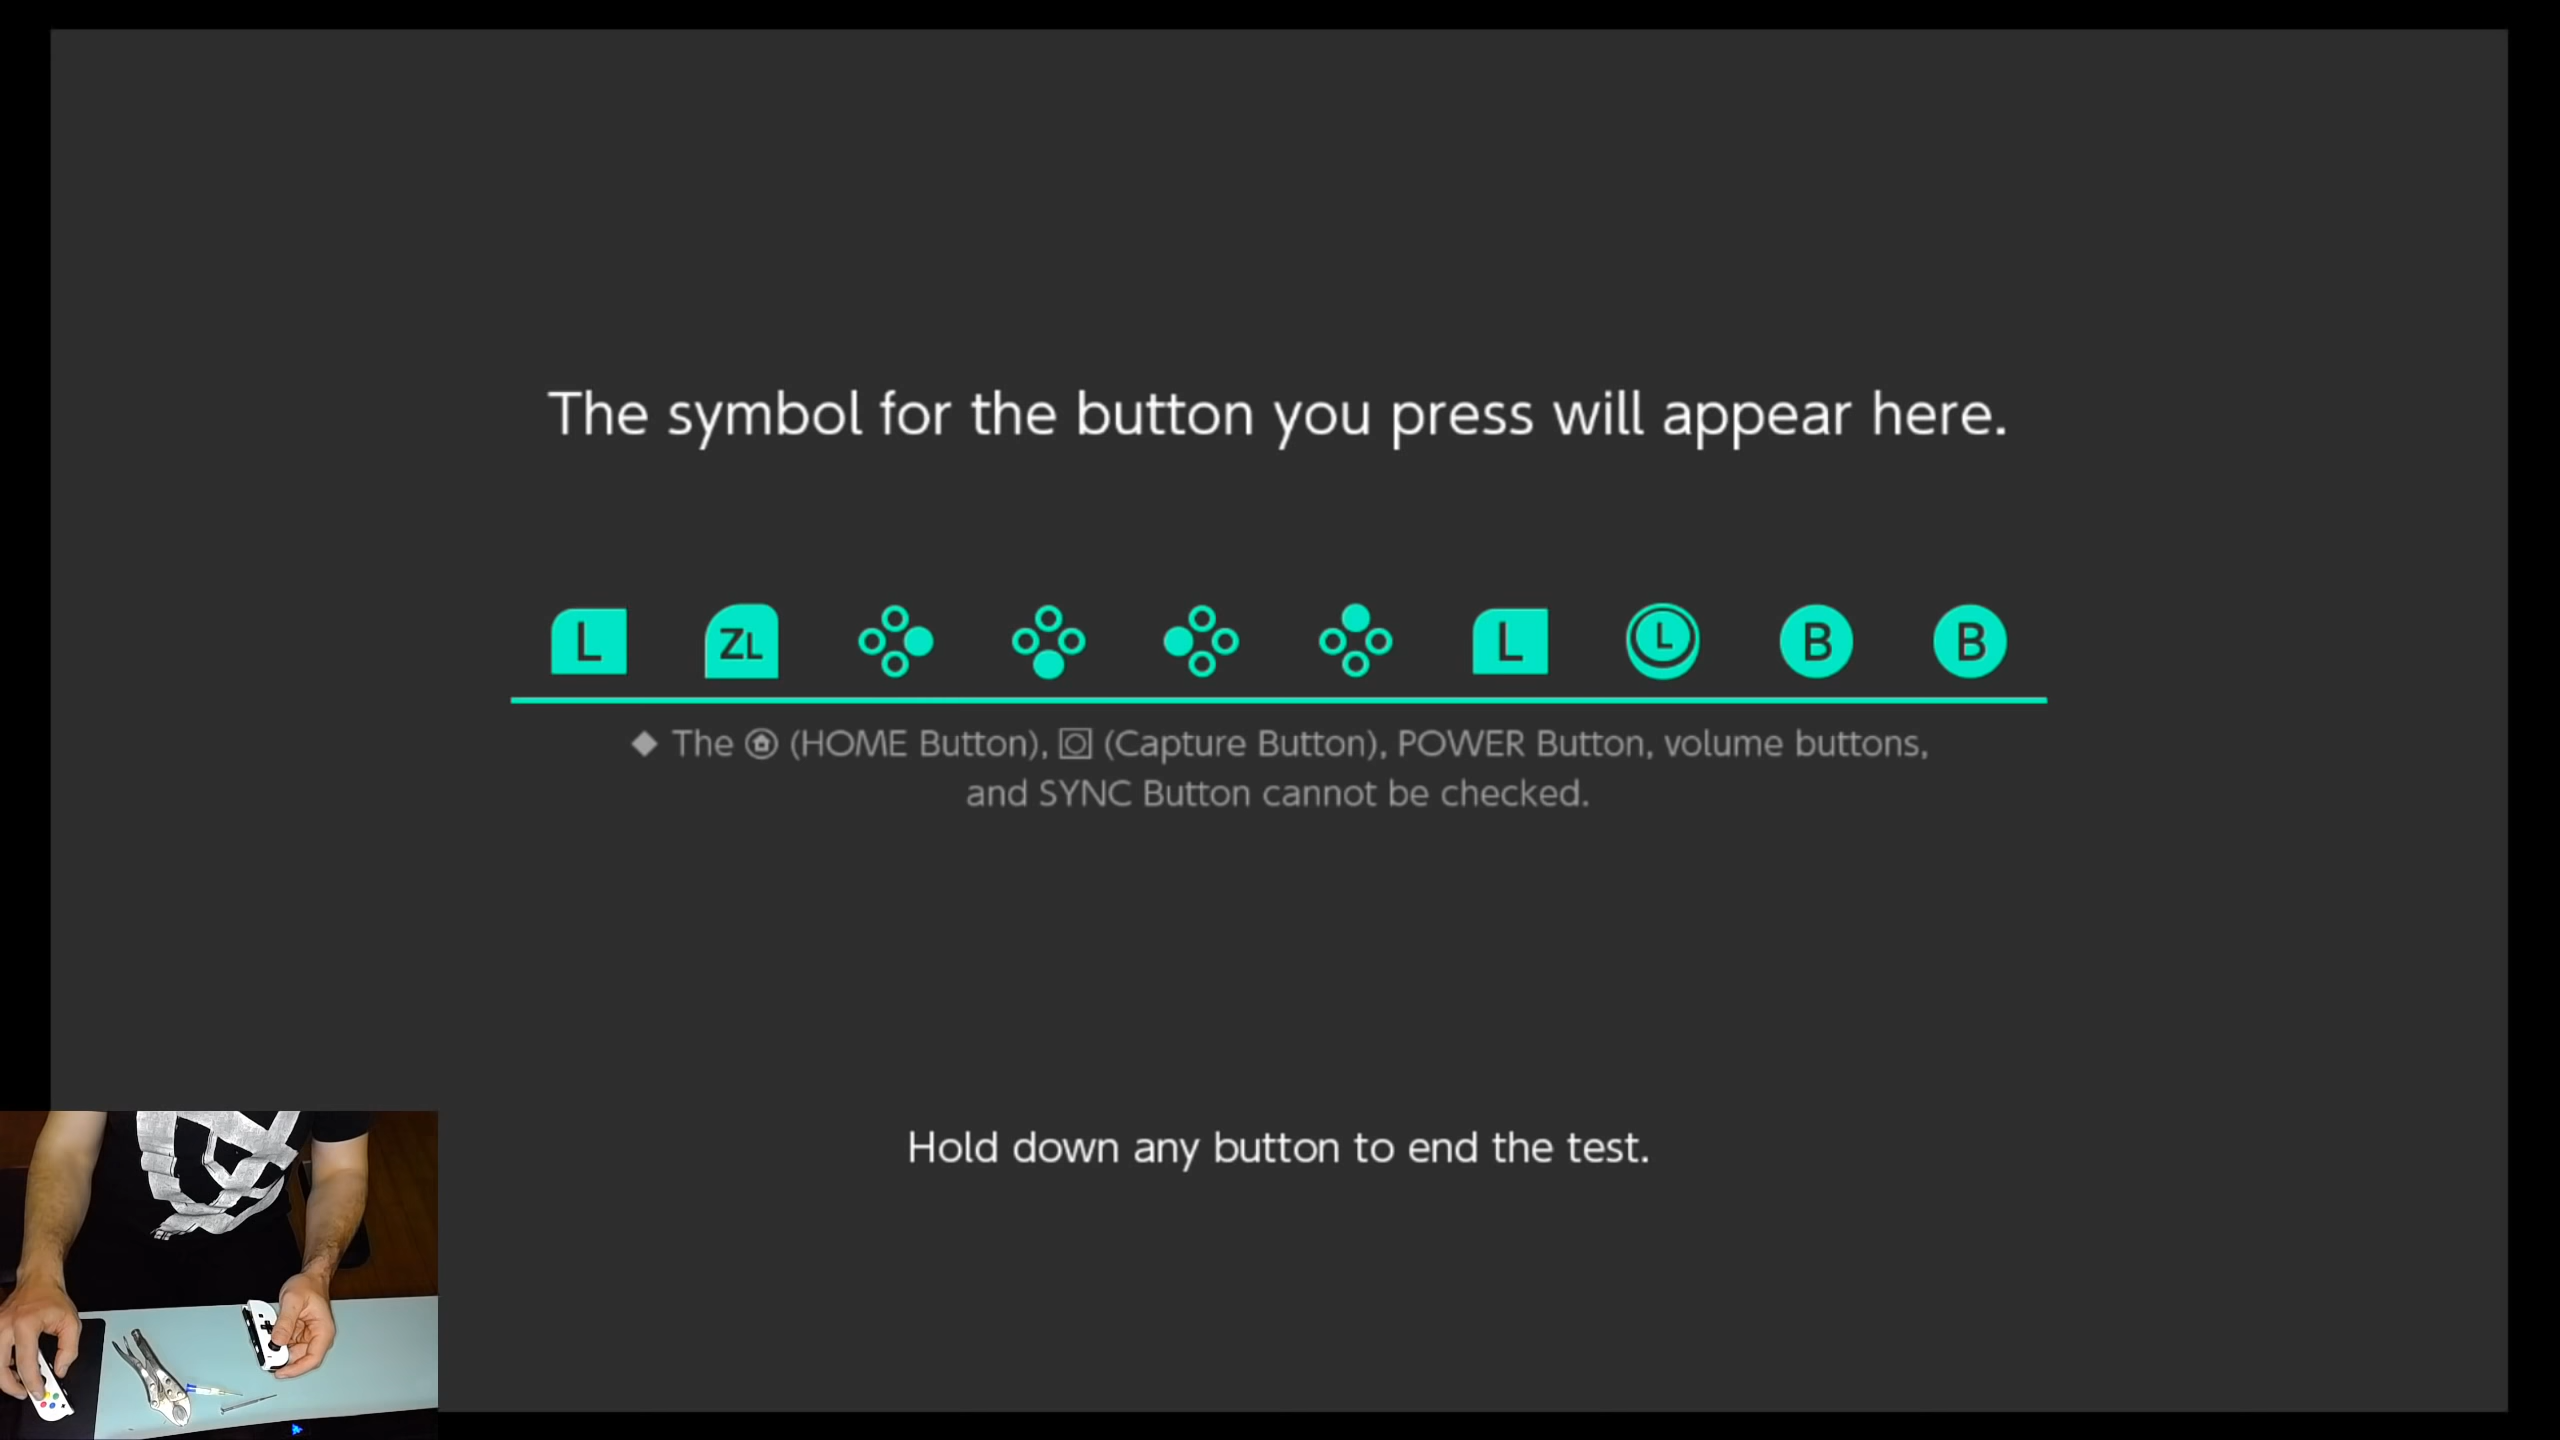 The symbol for the button you press will appear here.
L ZL L L B B
◆ The (HOME Button), (Capture Button), POWER Button, volume buttons,
and SYNC Button cannot be checked.
Hold down any button to end the test.